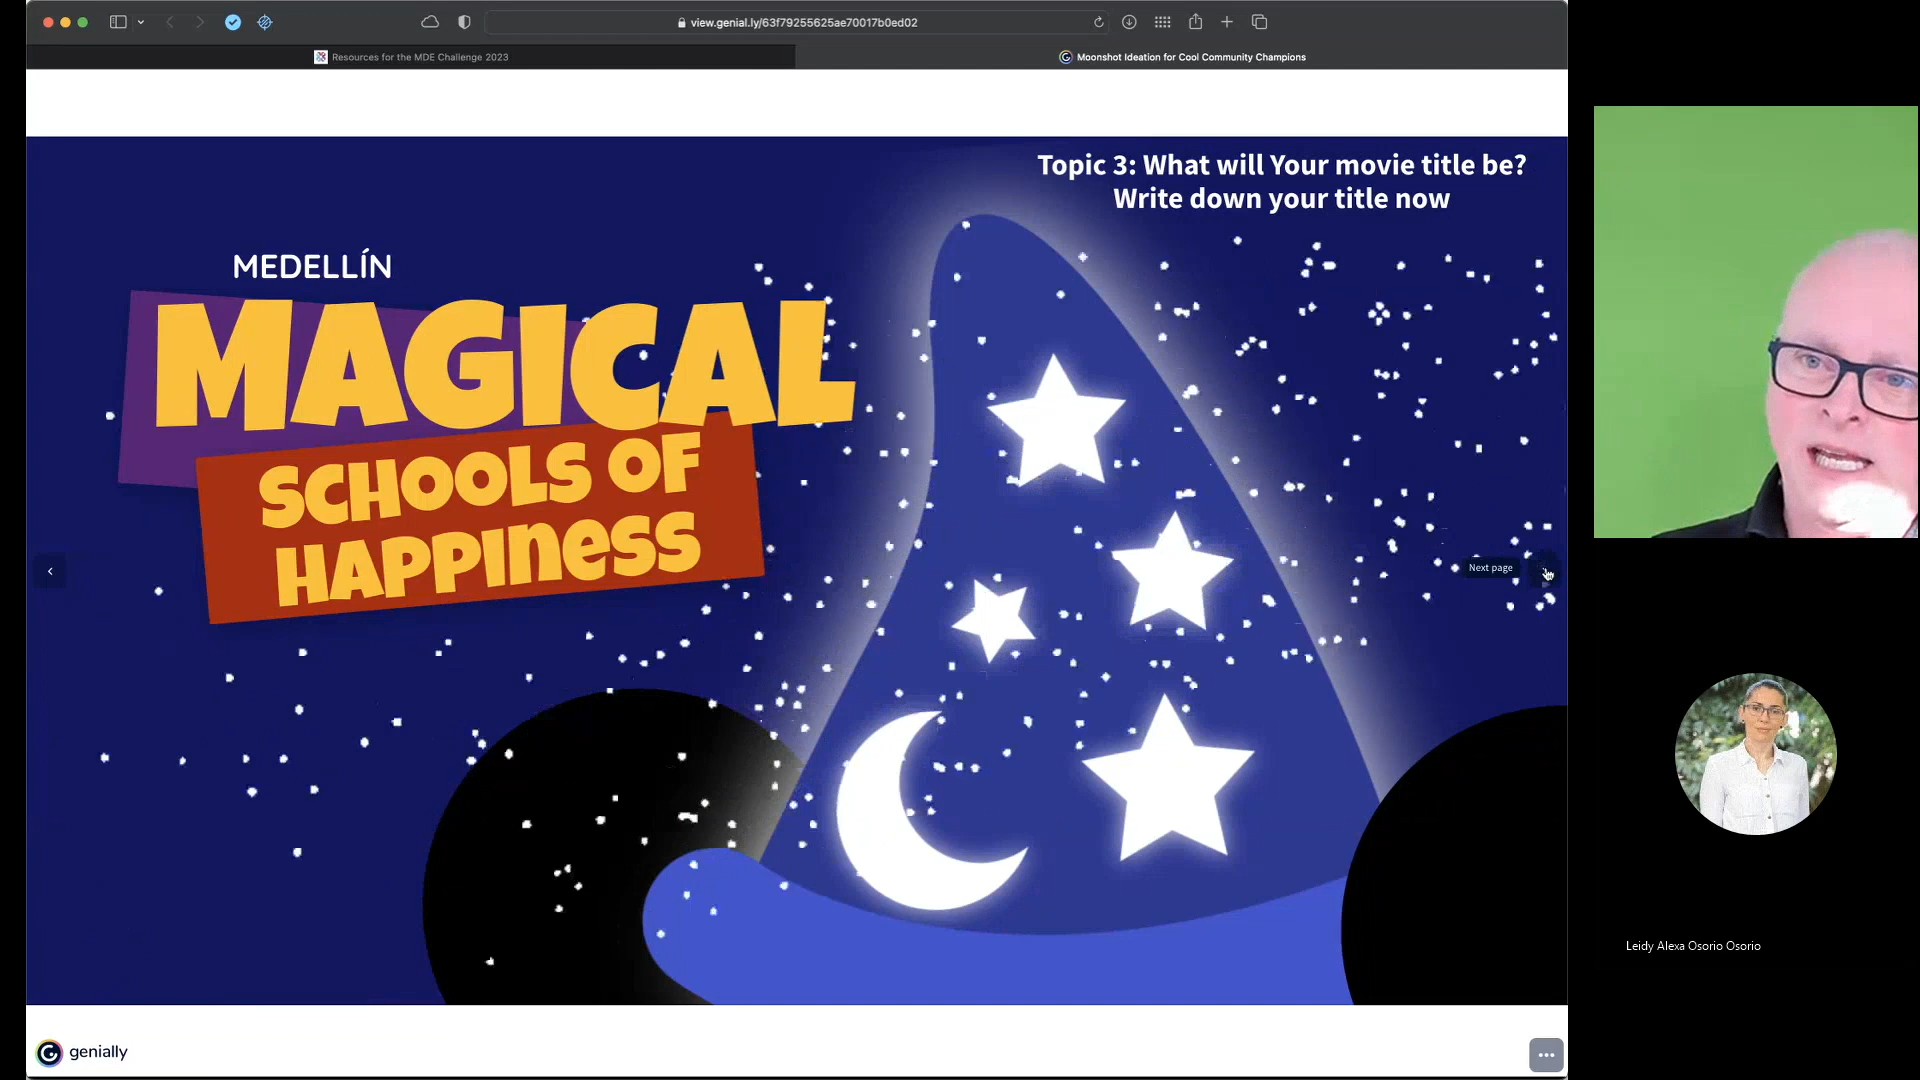 view.genial.ly/63f79255625ae70017b0ed02
Resources for the MDE Challenge 2023
Moonshot Ideation for Cool Community Champions
Topic 3: What will Your movie title be?
Write down your title now
MEDELLÍN
MAGICAL
SCHOOLS OF
HAPPINESS
Next page
Leidy Alexa Osorio Osorio
genially